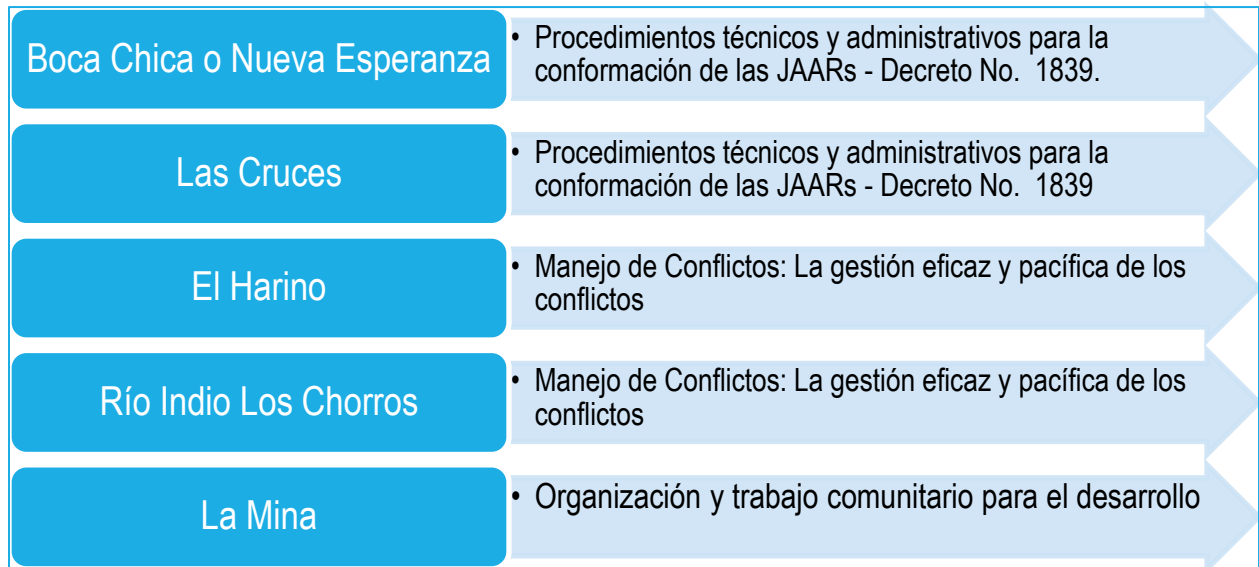 Boca Chica o Nueva Esperanza
• Procedimientos técnicos y administrativos para la
conformación de las JAARs - Decreto No.  1839.
Las Cruces
• Procedimientos técnicos y administrativos para la
conformación de las JAARs - Decreto No.  1839
El Harino
• Manejo de Conflictos: La gestión eficaz y pacífica de los
conflictos
Río Indio Los Chorros
• Manejo de Conflictos: La gestión eficaz y pacífica de los
conflictos
La Mina
• Organización y trabajo comunitario para el desarrollo